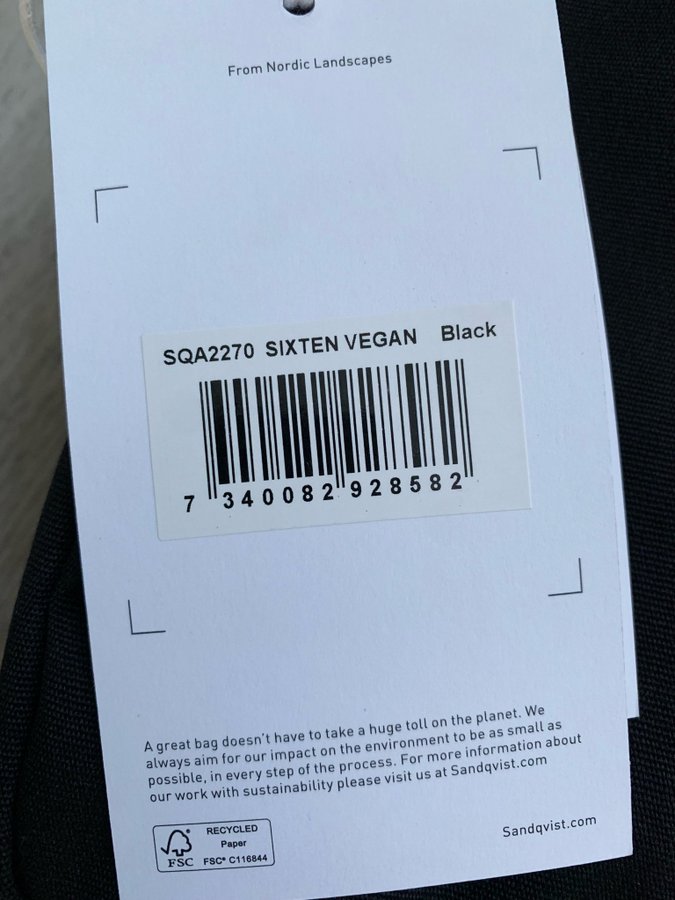 From Nordic Landscapes
SQA2270 SIXTEN VEGAN Black
7 340082 928582
A great bag doesn't have to take a huge toll on the planet. We
always aim for our impact on the environment to be as small as
possible, in every step of the process. For more information about
our work with sustainability please visit us at Sandqvist.com
Sandqvist.com
RECYCLED
Paper
FSC® C116844
FSC